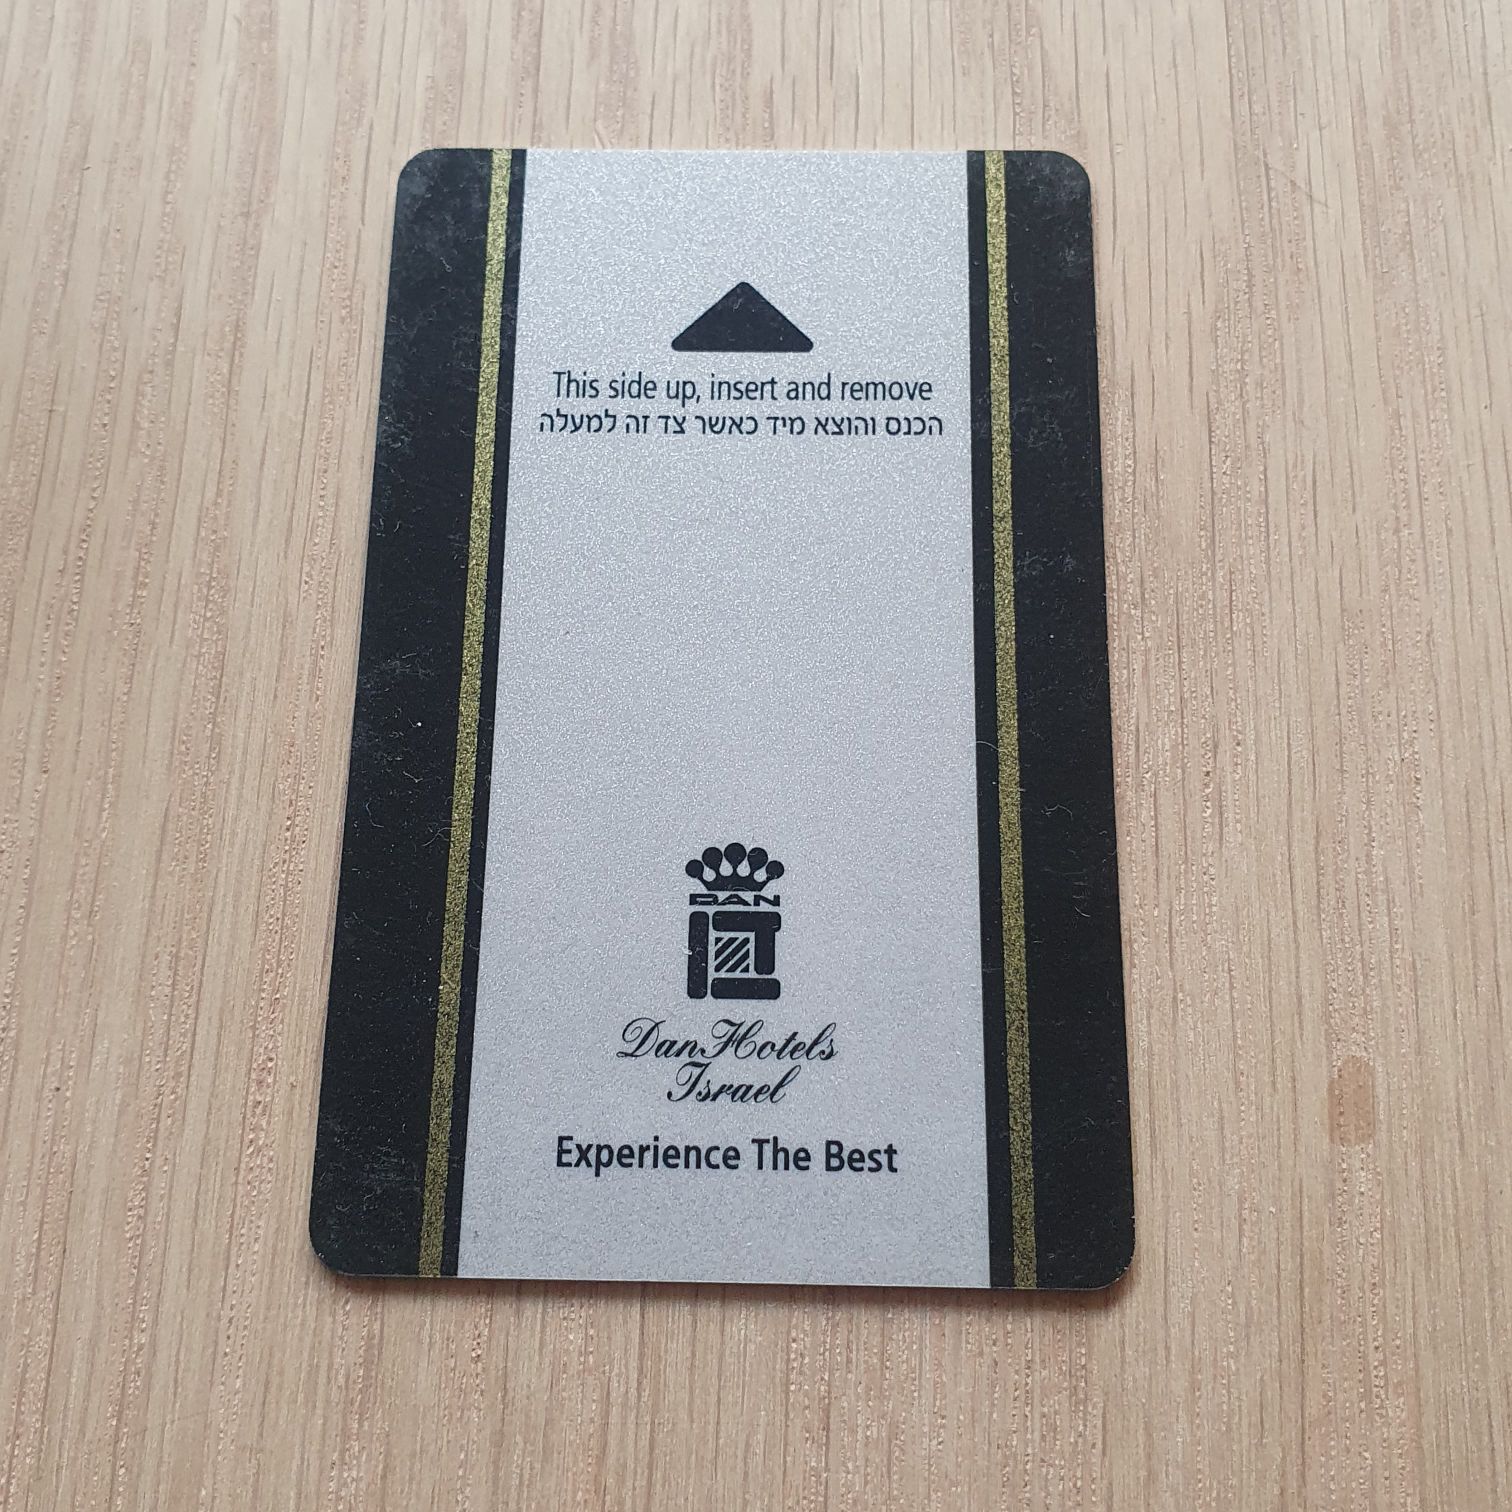 This side up, insert and remove
הכנס והוצא מיד כאשר צד זה למעלה
DAN
דן
Dan Hotels
Israel
Experience The Best